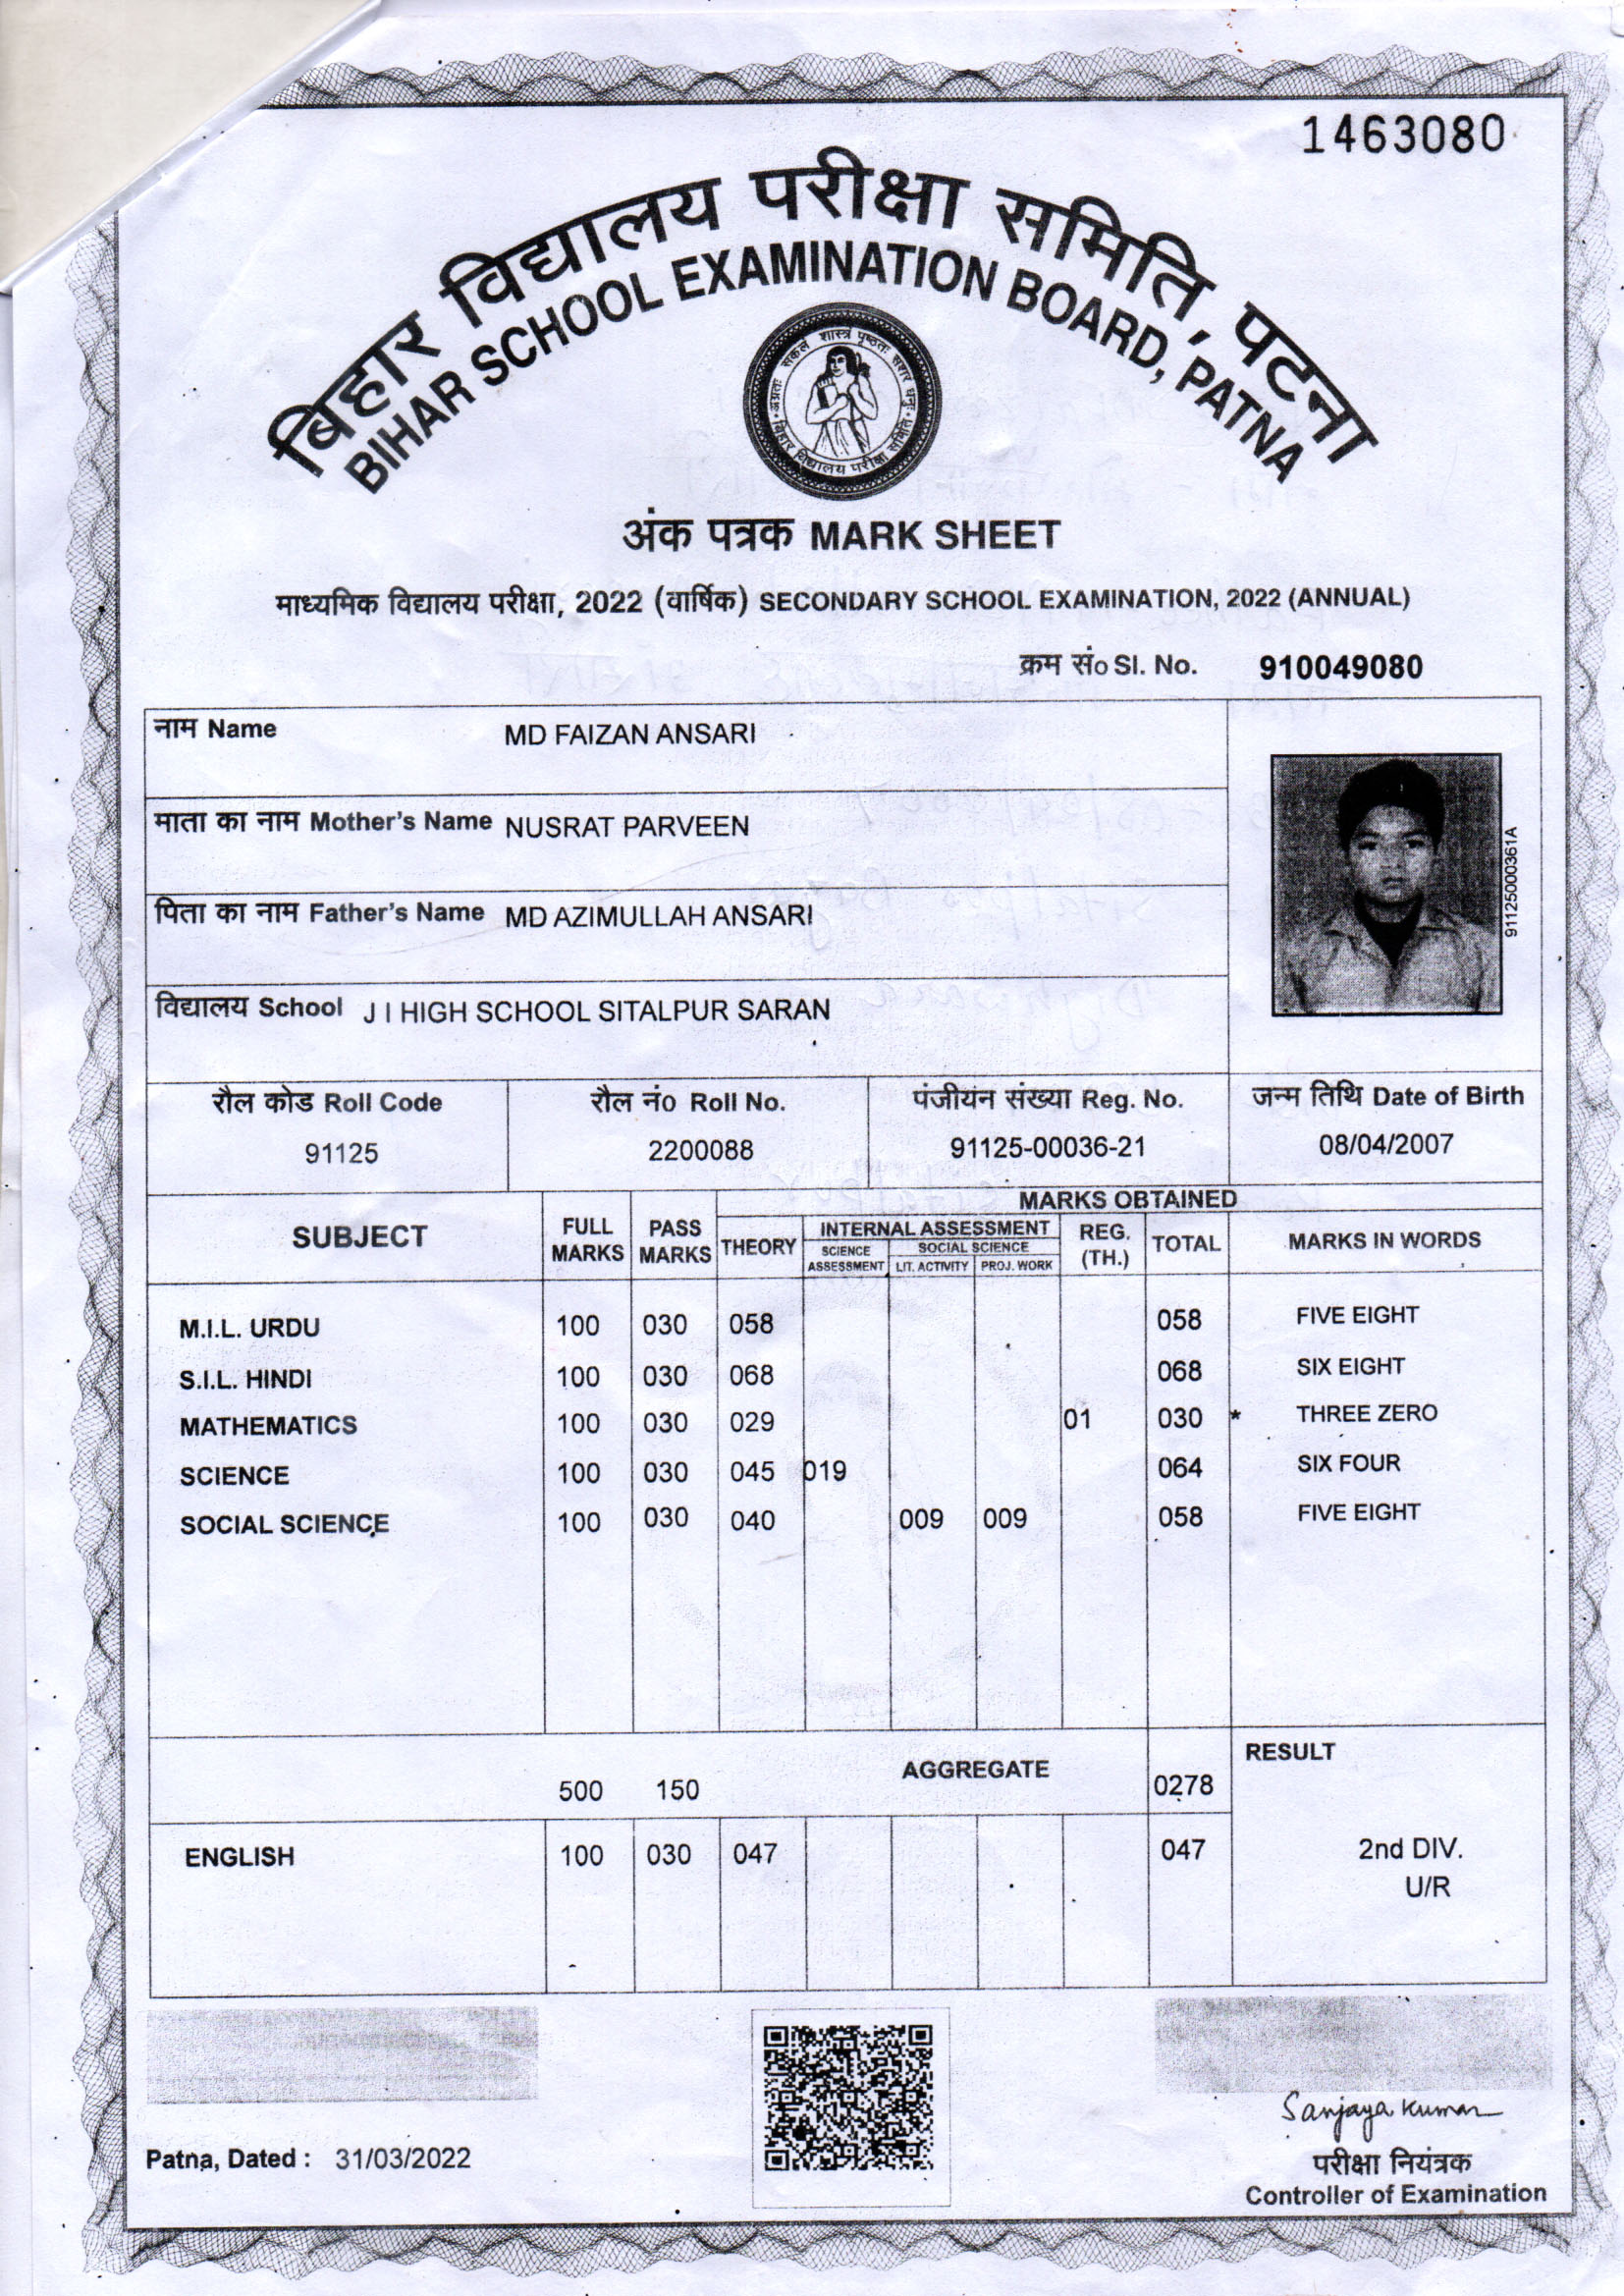 1463080
बिहार विद्यालय परीक्षा समिति, पटना
BIHAR SCHOOL EXAMINATION BOARD, PATNA
अंक पत्रक MARK SHEET
माध्यमिक विद्यालय परीक्षा, 2022 (वार्षिक) SECONDARY SCHOOL EXAMINATION, 2022 (ANNUAL)
क्रम सं० Sl. No. 910049080
नाम Name MD FAIZAN ANSARI
माता का नाम Mother's Name NUSRAT PARVEEN
पिता का नाम Father's Name MD AZIMULLAH ANSARI
विद्यालय School J I HIGH SCHOOL SITALPUR SARAN
91125000361A
रौल कोड Roll Code रौल नं० Roll No. पंजीयन संख्या Reg. No. जन्म तिथि Date of Birth
91125 2200088 91125-00036-21 08/04/2007
MARKS OBTAINED
SUBJECT FULL MARKS PASS MARKS THEORY INTERNAL ASSESSMENT REG. (TH.) TOTAL MARKS IN WORDS
SCIENCE ASSESSMENT SOCIAL SCIENCE
LIT. ACTIVITY PROJ. WORK
M.I.L. URDU 100 030 058 058 FIVE EIGHT
S.I.L. HINDI 100 030 068 068 SIX EIGHT
MATHEMATICS 100 030 029 01 030 * THREE ZERO
SCIENCE 100 030 045 019 064 SIX FOUR
SOCIAL SCIENCE 100 030 040 009 009 058 FIVE EIGHT
RESULT
500 150 AGGREGATE 0278
ENGLISH 100 030 047 047 2nd DIV.
U/R
Sanjaya Kumar
Patna, Dated : 31/03/2022
परीक्षा नियंत्रक
Controller of Examination